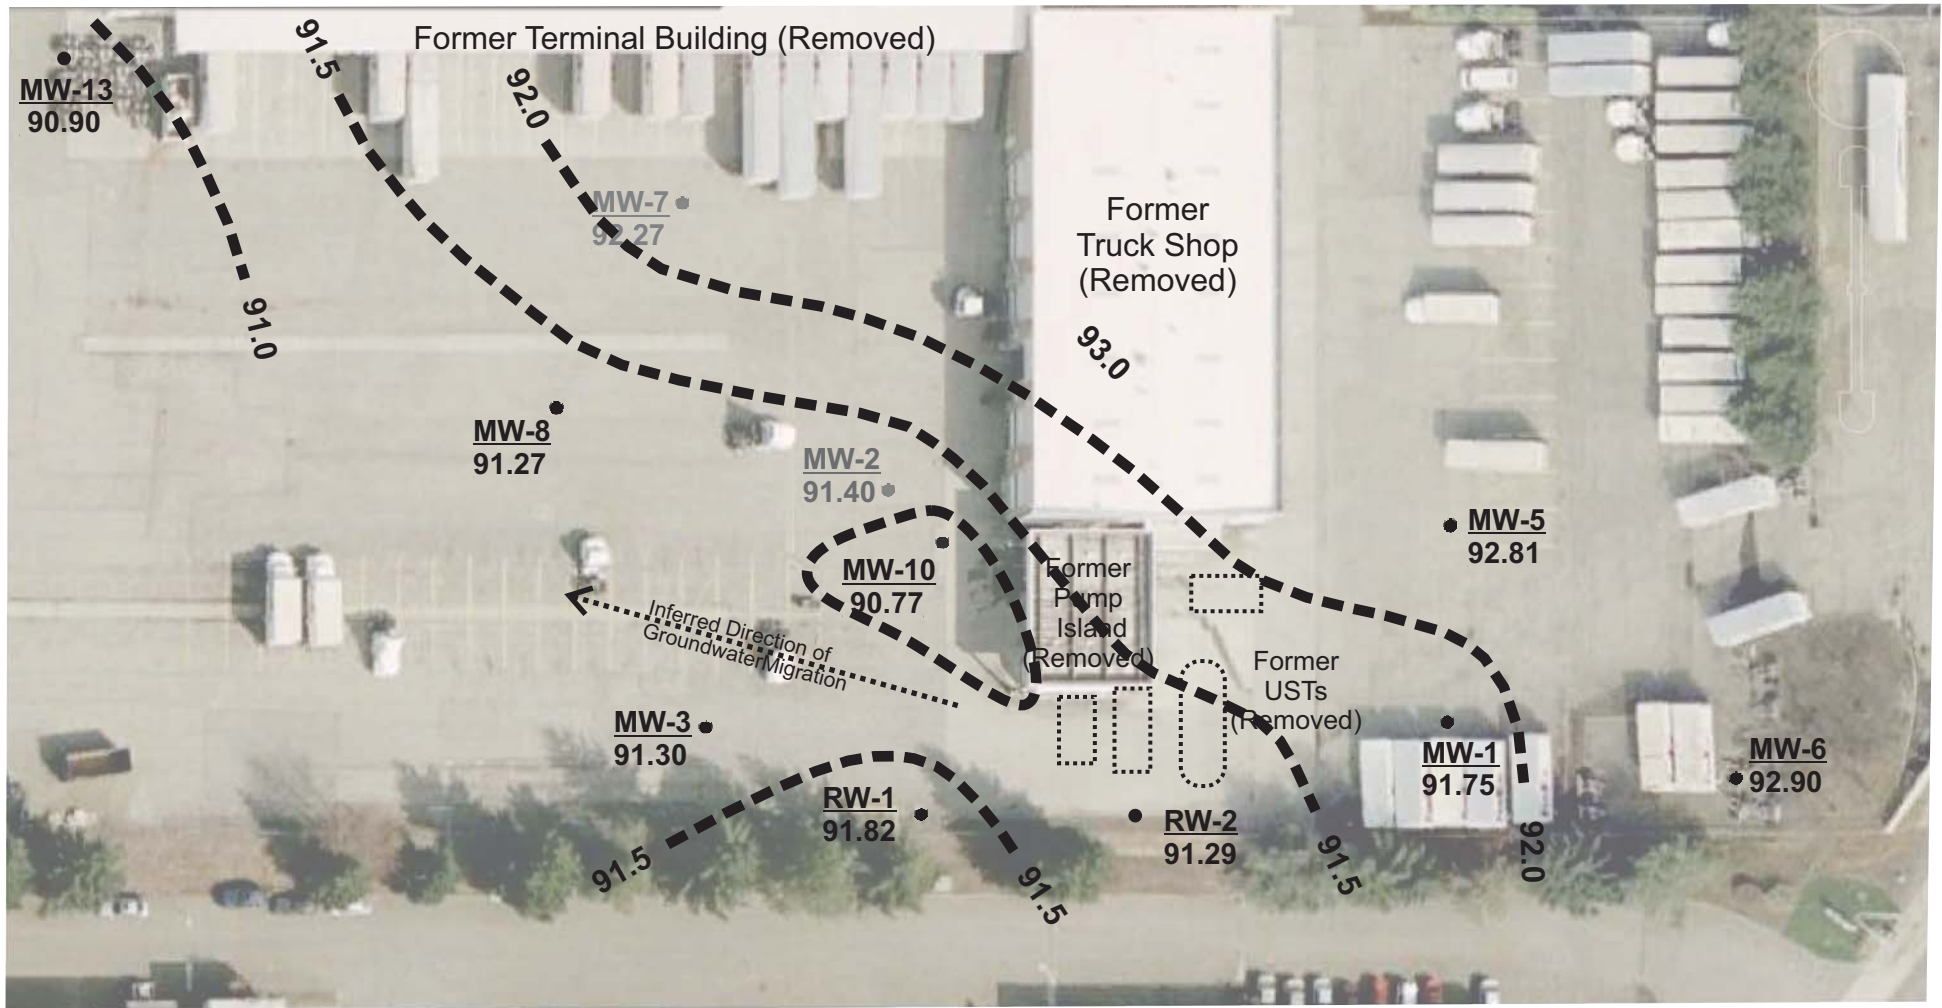 Former Terminal Building (Removed)
91.5
92.0
MW-13
90.90
MW-7
92.27
Former
Truck Shop
(Removed)
91.0
93.0
MW-8
91.27
MW-2
91.40
MW-5
92.81
MW-10
90.77
Former
Pump
Island
(Removed)
Inferred Direction of
GroundwaterMigration
Former
USTs
(Removed)
MW-3
91.30
MW-1
91.75
MW-6
92.90
RW-1
91.82
RW-2
91.29
91.5
91.5
91.5
92.0